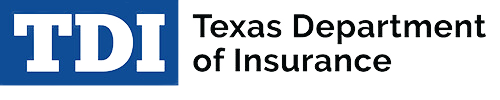 TDI
Texas Department
of Insurance